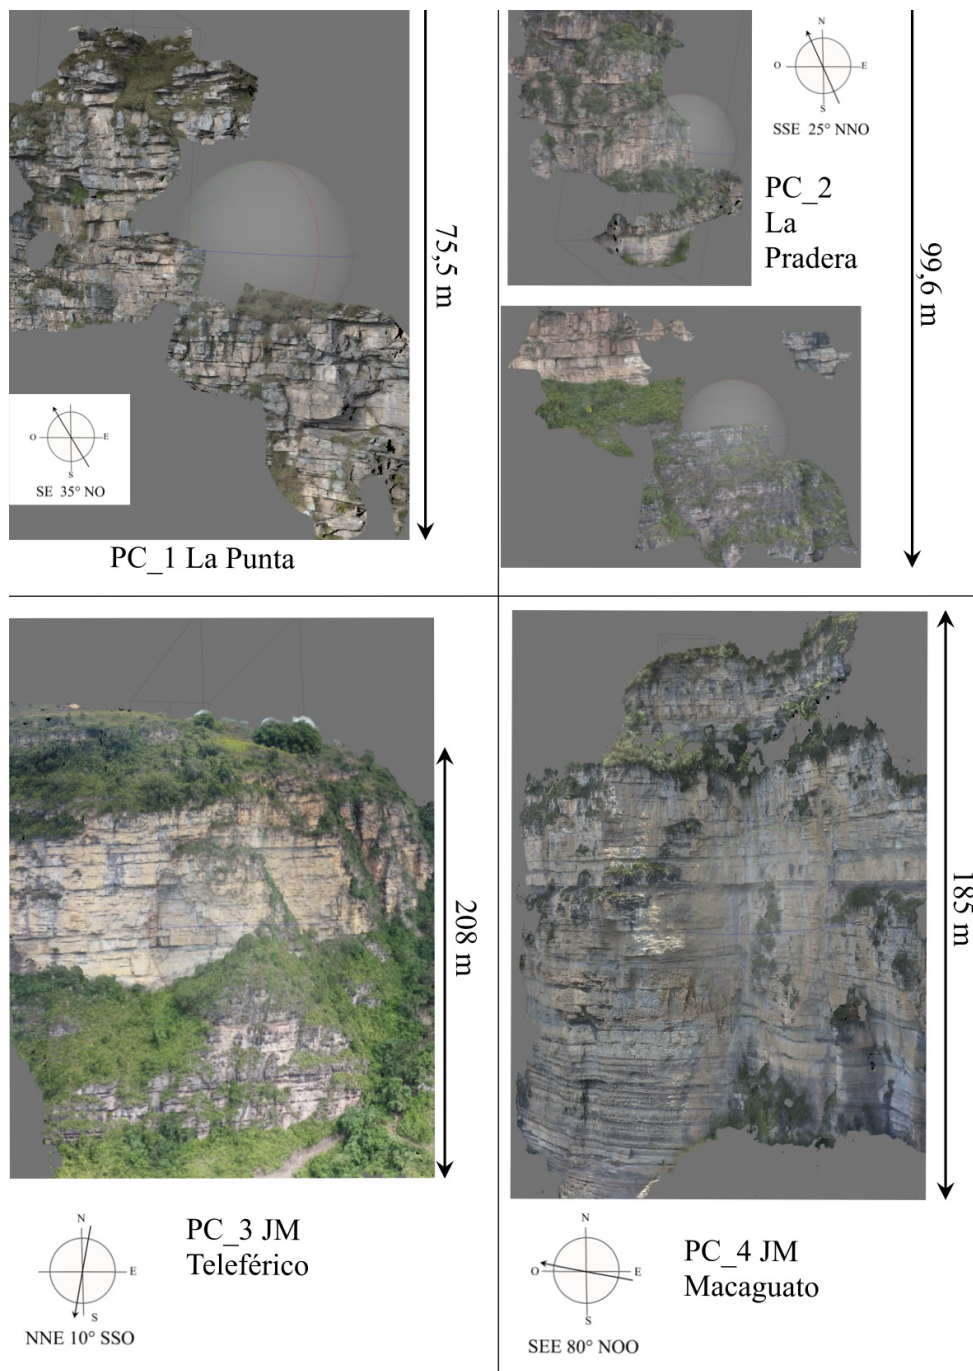 75,5 m
O
E
S
SE 35° NO
PC_1 La Punta
N
O
E
S
SSE 25° NNO
PC_2
La
Pradera
99,6 m
208 m
N
E
S
NNE 10° SSO
PC_3 JM
Teleférico
185 m
N
O
E
S
SEE 80° NOO
PC_4 JM
Macaguato